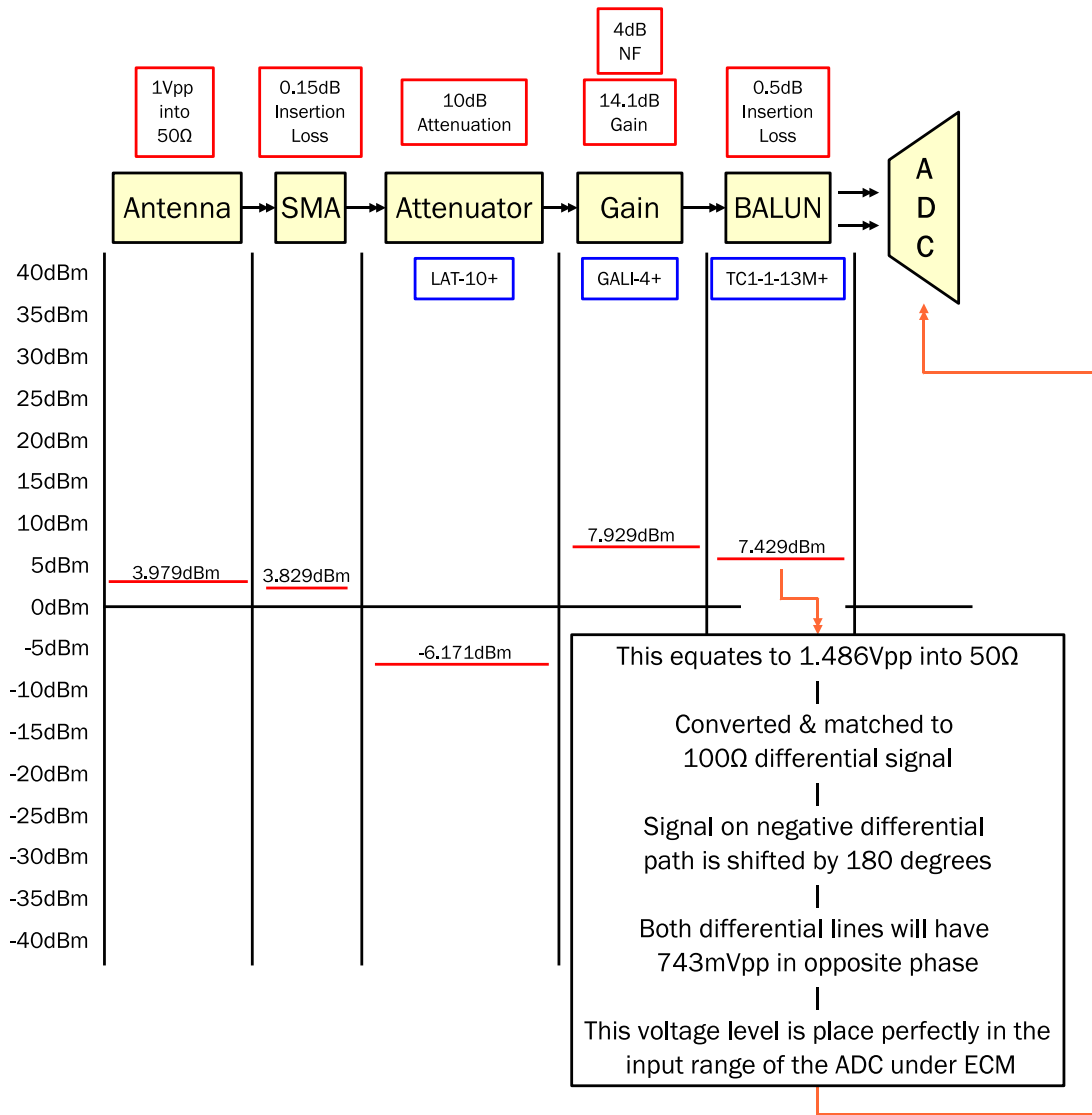 4dB
NF
1Vpp
into
50Ω
0.15dB
Insertion
Loss
10dB
Attenuation
14.1dB
Gain
0.5dB
Insertion
Loss
Antenna
SMA
Attenuator
Gain
BALUN
A
D
C
LAT-10+
GALI-4+
TC1-1-13M+
40dBm
35dBm
30dBm
25dBm
20dBm
15dBm
10dBm
5dBm
0dBm
-5dBm
-10dBm
-15dBm
-20dBm
-25dBm
-30dBm
-35dBm
-40dBm
3.979dBm
3.829dBm
-6.171dBm
7.929dBm
7.429dBm
This equates to 1.486Vpp into 50Ω
Converted & matched to
100Ω differential signal
Signal on negative differential
path is shifted by 180 degrees
Both differential lines will have
743mVpp in opposite phase
This voltage level is place perfectly in the
input range of the ADC under ECM